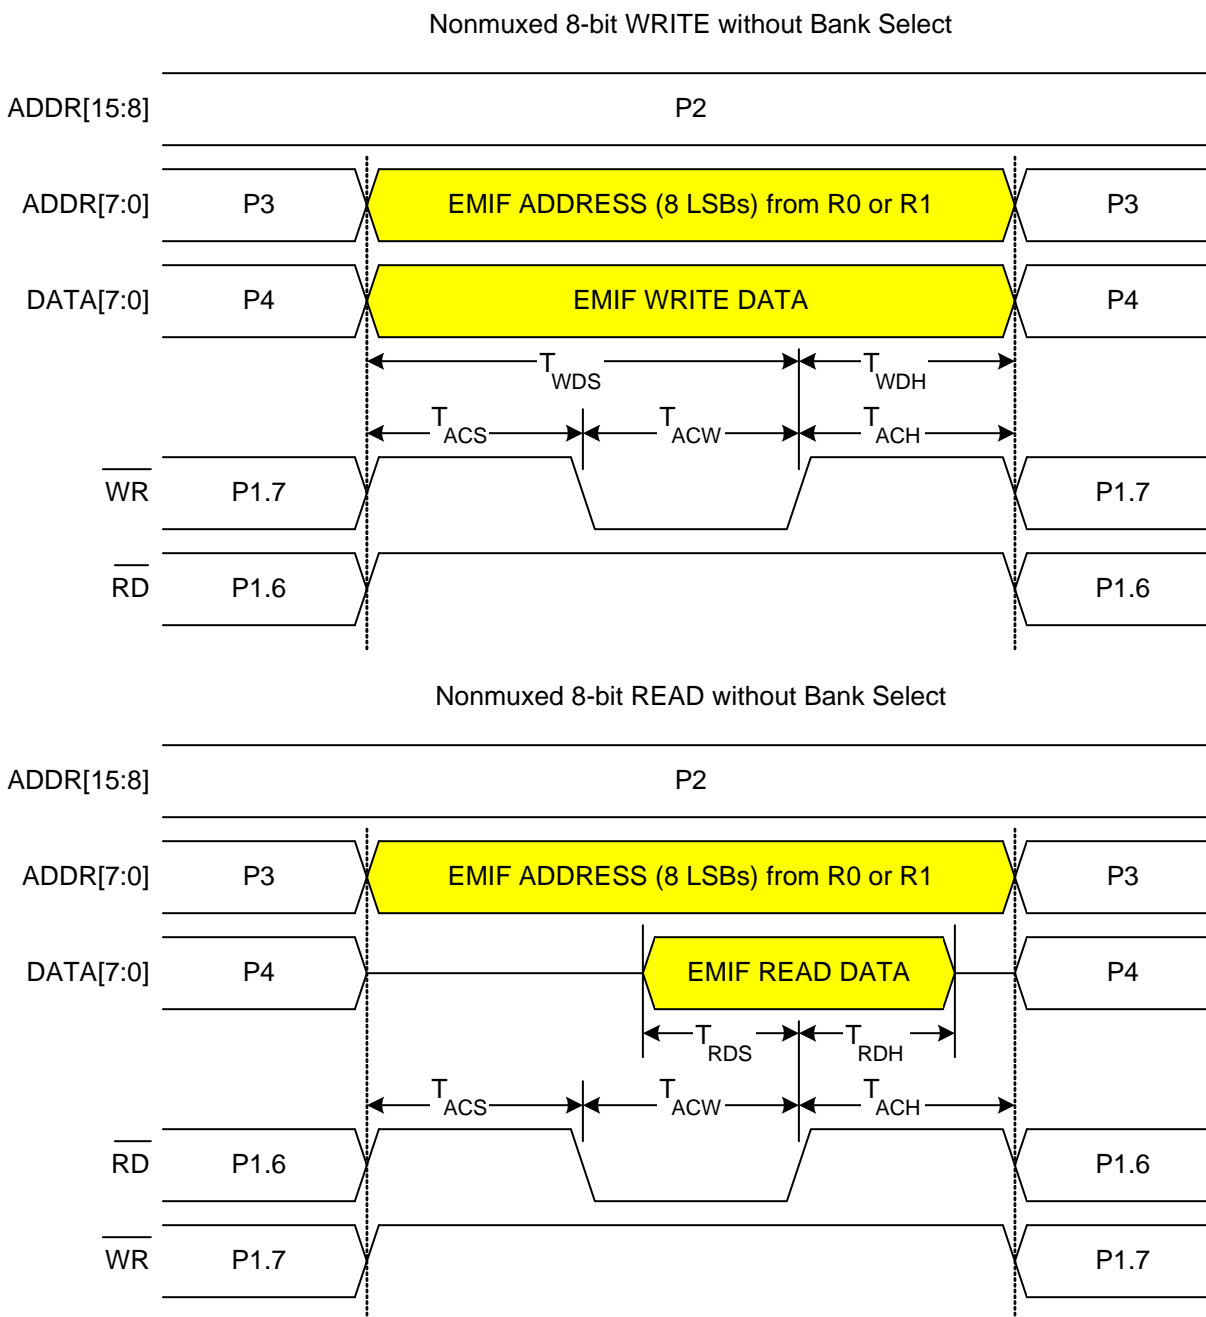 Nonmuxed 8-bit WRITE without Bank Select
ADDR[15:8] P2
ADDR[7:0] P3 EMIF ADDRESS (8 LSBs) from R0 or R1 P3
DATA[7:0] P4 EMIF WRITE DATA P4
TWDS TWDH
TACS TACW TACH
WR P1.7 P1.7
RD P1.6 P1.6
Nonmuxed 8-bit READ without Bank Select
ADDR[15:8] P2
ADDR[7:0] P3 EMIF ADDRESS (8 LSBs) from R0 or R1 P3
DATA[7:0] P4 EMIF READ DATA P4
TRDS TRDH
TACS TACW TACH
RD P1.6 P1.6
WR P1.7 P1.7